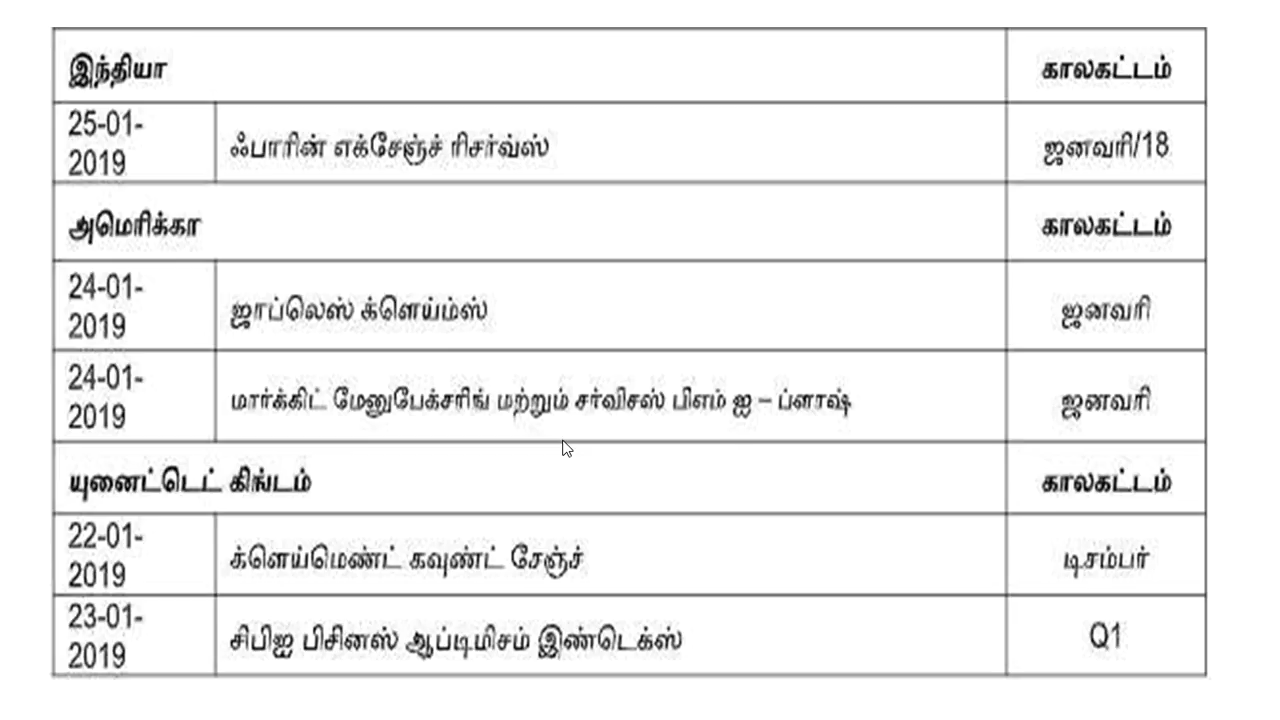 இந்தியா காலகட்டம்
25-01-
2019 ஃபாரின் எக்சேஞ்ச் ரிசர்வ்ஸ் ஜனவரி/18
அமெரிக்கா காலகட்டம்
24-01-
2019 ஜாப்லெஸ் க்ளெய்ம்ஸ் ஜனவரி
24-01-
2019 மார்க்கிட் மேனுபேக்சரிங் மற்றும் சர்விசஸ் பிஎம் ஐ – ப்ளாஷ் ஜனவரி
யுனைட்டெட் கிங்டம் காலகட்டம்
22-01-
2019 க்ளெய்மெண்ட் கவுண்ட் சேஞ்ச் டிசம்பர்
23-01-
2019 சிபிஐ பிசினஸ் ஆப்டிமிசம் இண்டெக்ஸ் Q1